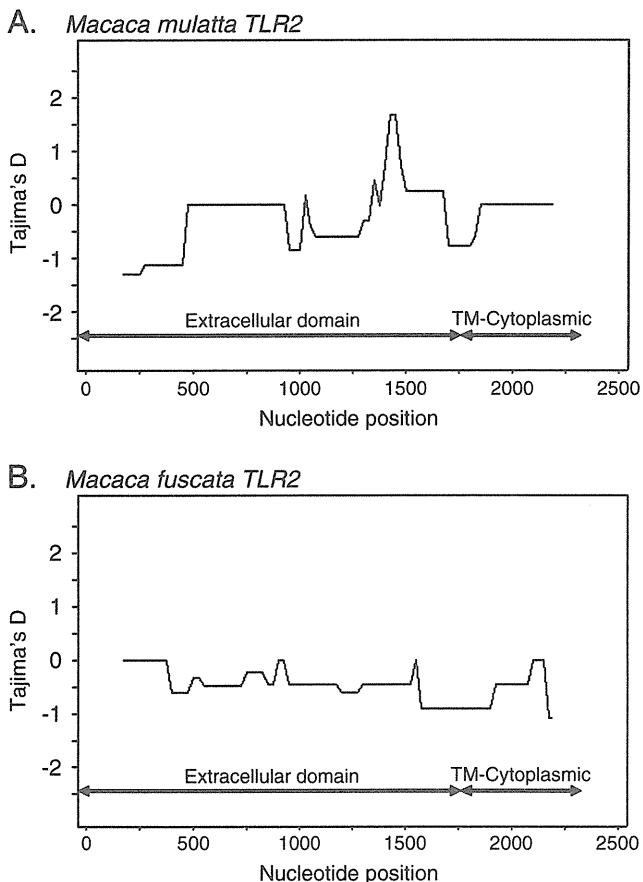 A. Macaca mulatta TLR2
2
1
0
-1
-2
Tajima's D
Extracellular domain
TM-Cytoplasmic
0 500 1000 1500 2000 2500
Nucleotide position
B. Macaca fuscata TLR2
2
1
0
-1
-2
Tajima's D
Extracellular domain
TM-Cytoplasmic
0 500 1000 1500 2000 2500
Nucleotide position